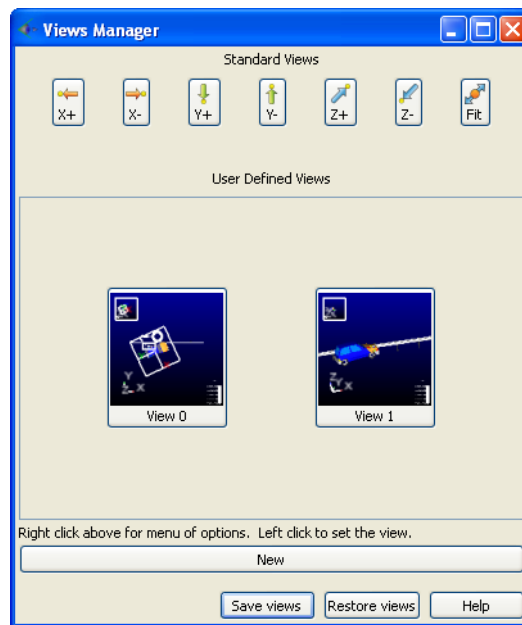 Views Manager
Standard Views
X+ X- Y+ Y- Z+ Z- Fit
User Defined Views
Y
Z X
Z
Y X
View 0 View 1
Right click above for menu of options. Left click to set the view.
New
Save views Restore views Help